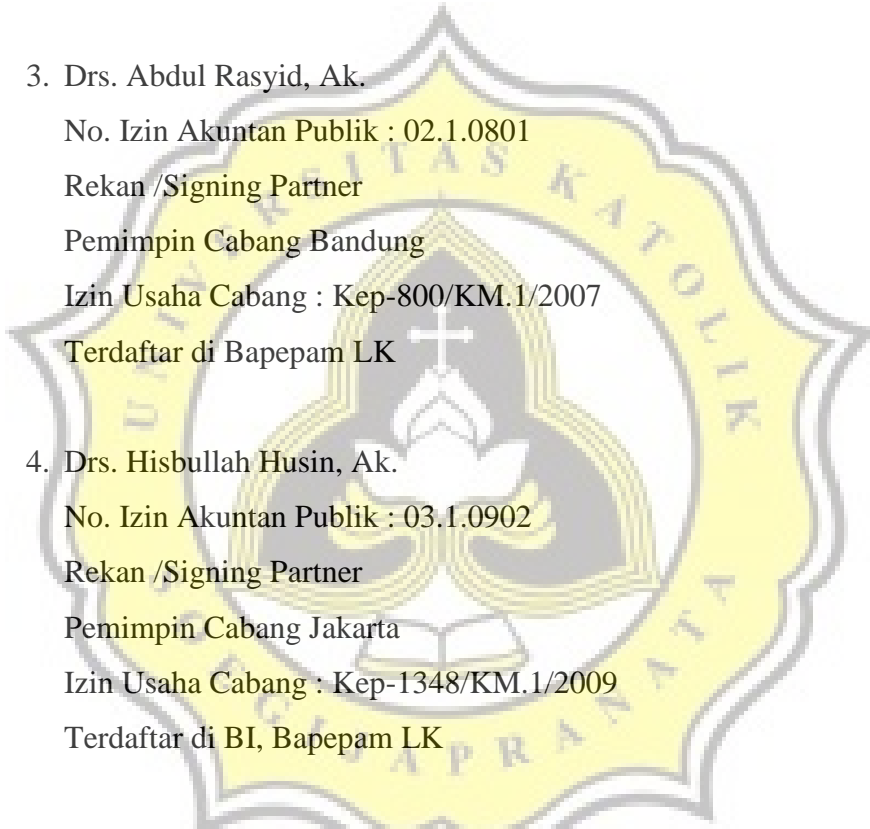 3. Drs. Abdul Rasyid, Ak.
No. Izin Akuntan Publik : 02.1.0801
Rekan /Signing Partner
Pemimpin Cabang Bandung
Izin Usaha Cabang : Kep-800/KM.1/2007
Terdaftar di Bapepam LK
4. Drs. Hisbullah Husin, Ak.
No. Izin Akuntan Publik : 03.1.0902
Rekan /Signing Partner
Pemimpin Cabang Jakarta
Izin Usaha Cabang : Kep-1348/KM.1/2009
Terdaftar di BI, Bapepam LK
UNIVERSITAS KATOLIK
SOEGIJAPRANATA